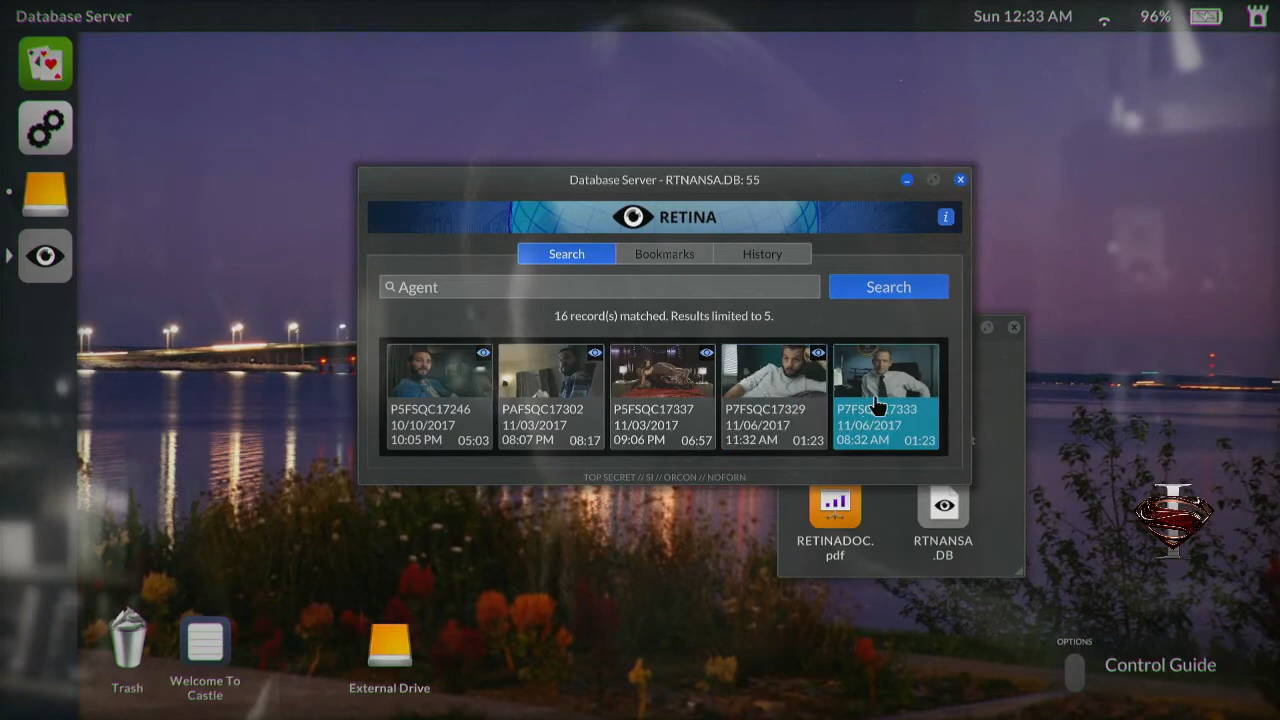 Database Server
Sun 12:33 AM
96%
Database Server - RTNANSA.DB: 55
RETINA
i
Search
Bookmarks
History
Agent
Search
16 record(s) matched. Results limited to 5.
P5FSQC17246
10/10/2017
10:05 PM 05:03
PAFSQC17302
11/03/2017
08:07 PM 08:17
P5FSQC17337
11/03/2017
09:06 PM 06:57
P7FSQC17329
11/06/2017
11:32 AM 01:23
11/06/2017
08:32 AM 01:23
TOP SECRET // SI // ORCON // NOFORN
RETINADOC.
pdf
RTNANSA
.DB
Trash
Welcome To
Castle
External Drive
OPTIONS
Control Guide